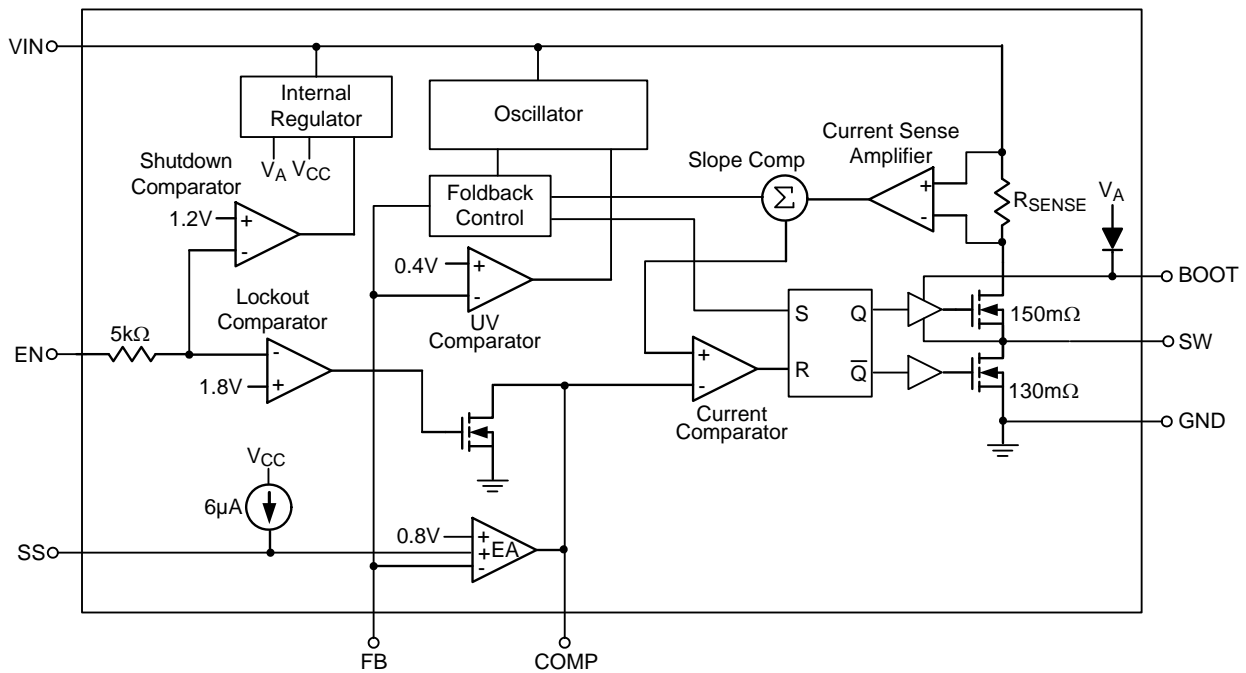 VIN
Internal
Regulator
Oscillator
Current Sense
Amplifier
Shutdown
Comparator
VA VCC
Slope Comp
Foldback
Control
Σ
+
-
RSENSE
VA
1.2V
+
-
0.4V
+
-
BOOT
Lockout
Comparator
UV
Comparator
S
Q
150mΩ
5kΩ
EN
-
+
1.8V
+
-
R
Q̅
SW
130mΩ
Current
Comparator
GND
VCC
6µA
0.8V
+
+
-
EA
SS
FB
COMP